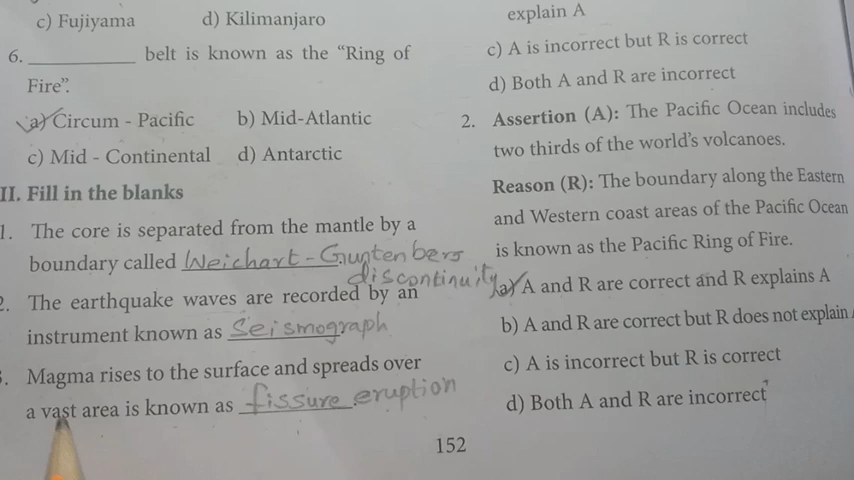 c) Fujiyama d) Kilimanjaro
6. __________ belt is known as the “Ring of
Fire”.
a) Circum - Pacific b) Mid-Atlantic
c) Mid - Continental d) Antarctic
II. Fill in the blanks
1. The core is separated from the mantle by a
boundary called Weichart - Guntenbers
discontinuity
2. The earthquake waves are recorded by an
instrument known as Seismograph
3. Magma rises to the surface and spreads over
a vast area is known as fissure eruption
explain A
c) A is incorrect but R is correct
d) Both A and R are incorrect
2. Assertion (A): The Pacific Ocean includes
two thirds of the world’s volcanoes.
Reason (R): The boundary along the Eastern
and Western coast areas of the Pacific Ocean
is known as the Pacific Ring of Fire.
a) A and R are correct and R explains A
b) A and R are correct but R does not explain
c) A is incorrect but R is correct
d) Both A and R are incorrect
152